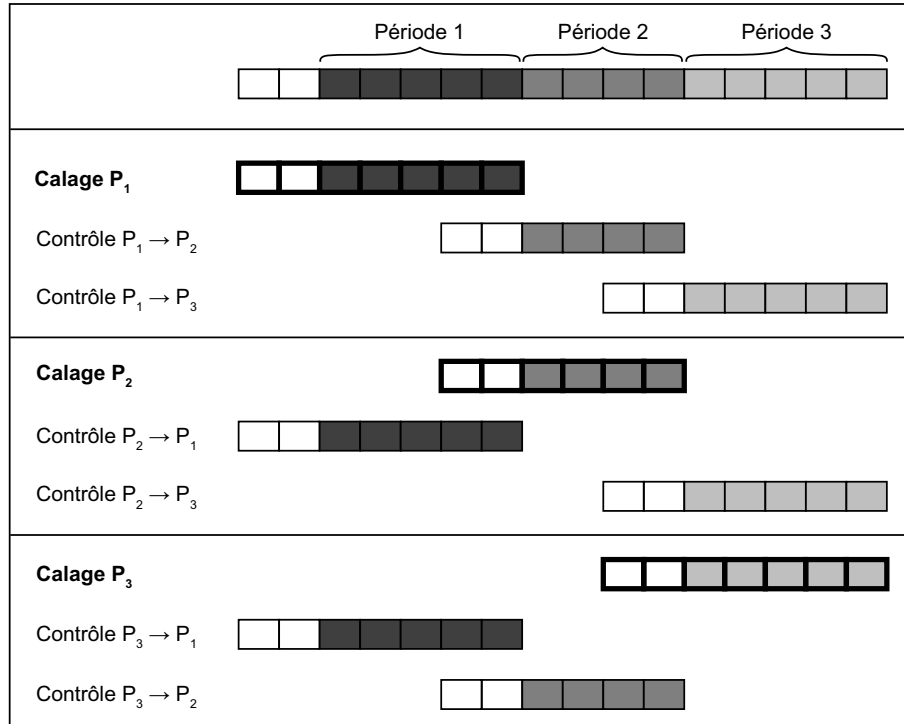 Période 1 Période 2 Période 3
Calage P₁
Contrôle P₁ → P₂
Contrôle P₁ → P₃
Calage P₂
Contrôle P₂ → P₁
Contrôle P₂ → P₃
Calage P₃
Contrôle P₃ → P₁
Contrôle P₃ → P₂